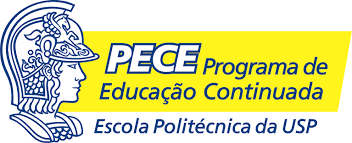 PECE Programa de
Educação Continuada
Escola Politécnica da USP